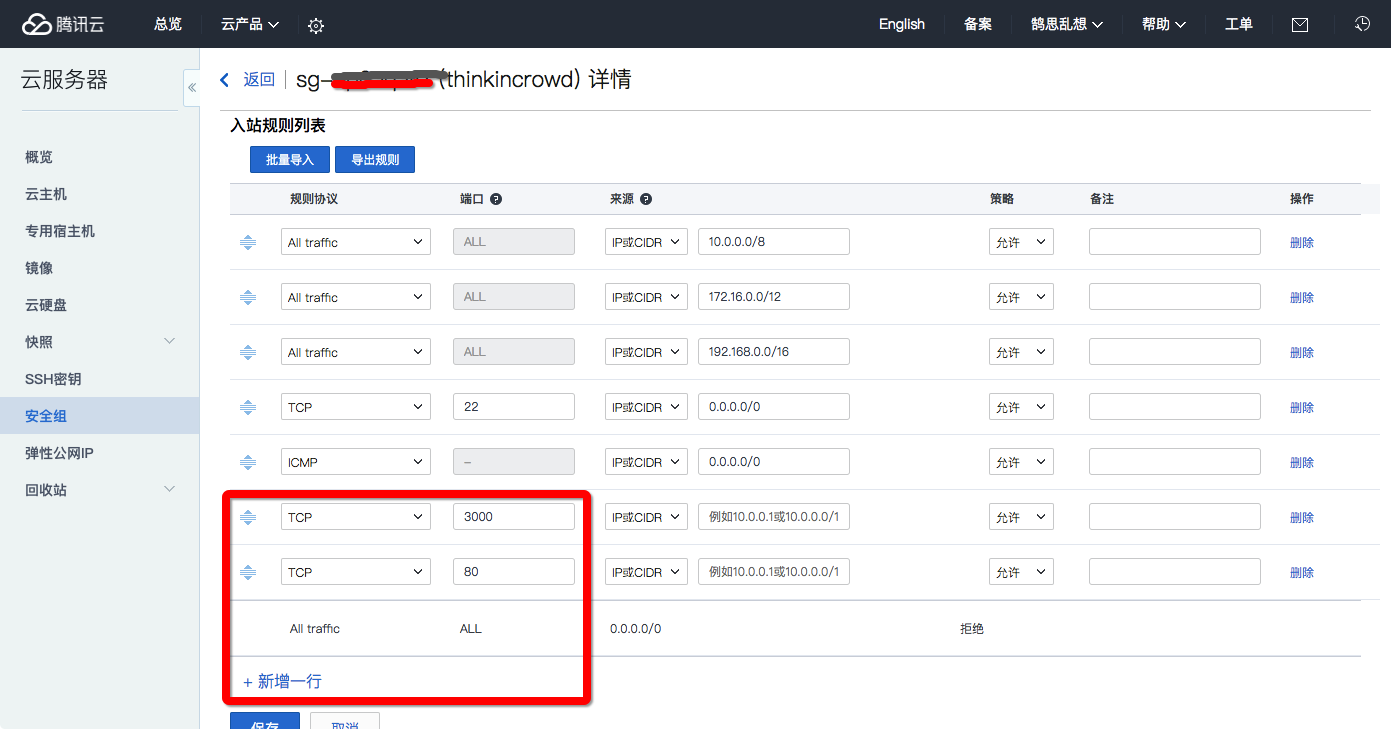 腾讯云 总览 云产品 English 备案 鹄思乱想 帮助 工单
云服务器
« 返回 sg- (thinkincrowd) 详情
入站规则列表
批量导入 导出规则
概览
云主机
专用宿主机
镜像
云硬盘
快照
SSH密钥
安全组
弹性公网IP
回收站
规则协议 端口 ? 来源 ? 策略 备注 操作
All traffic ALL IP或CIDR 10.0.0.0/8 允许 删除
All traffic ALL IP或CIDR 172.16.0.0/12 允许 删除
All traffic ALL IP或CIDR 192.168.0.0/16 允许 删除
TCP 22 IP或CIDR 0.0.0.0/0 允许 删除
ICMP – IP或CIDR 0.0.0.0/0 允许 删除
TCP 3000 IP或CIDR 例如10.0.0.1或10.0.0.0/1 允许 删除
TCP 80 IP或CIDR 例如10.0.0.1或10.0.0.0/1 允许 删除
All traffic ALL 0.0.0.0/0 拒绝
+ 新增一行
保存 取消